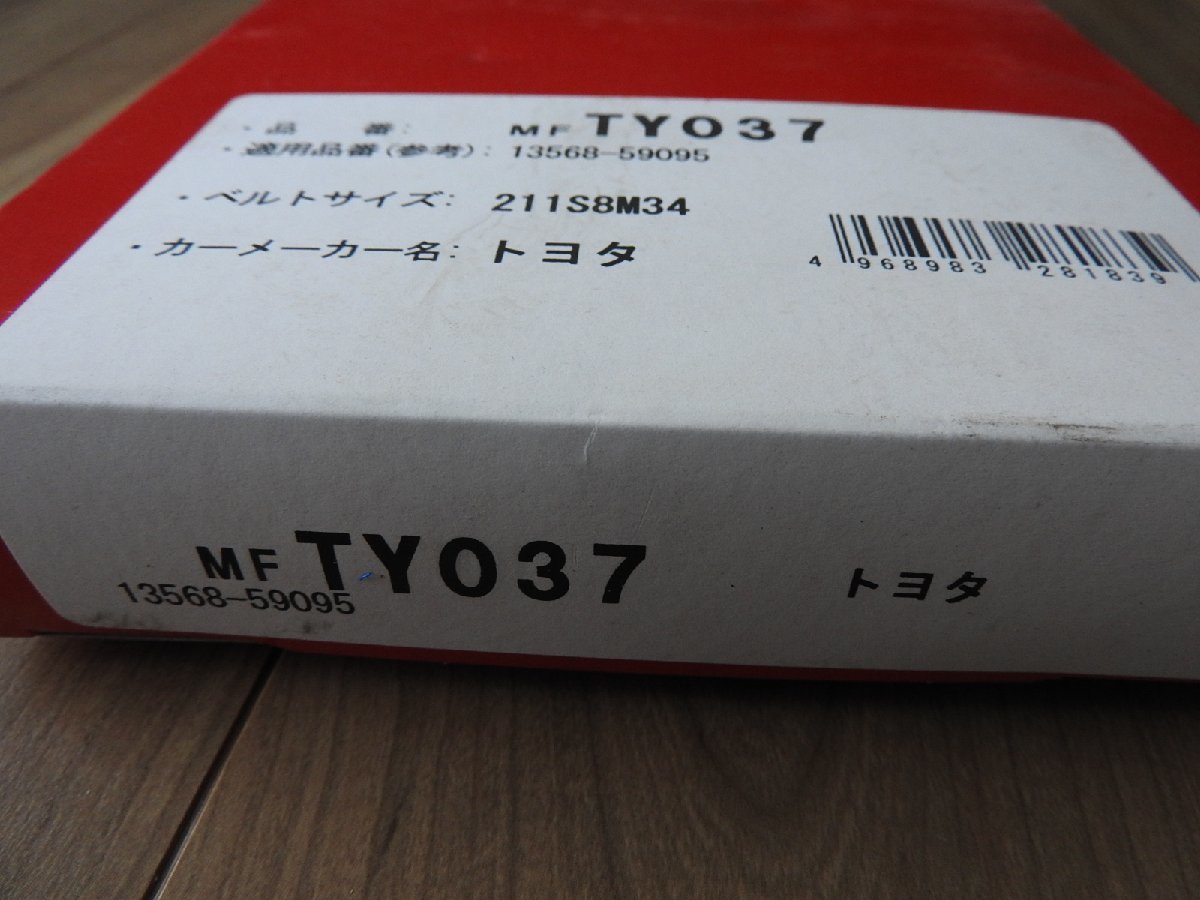 ・品　　番: MF TY037
・適用品番(参考): 13568-59095
・ベルトサイズ: 211S8M34
・カーメーカー名: トヨタ
4 968983 281839
MF TY037 トヨタ
13568-59095